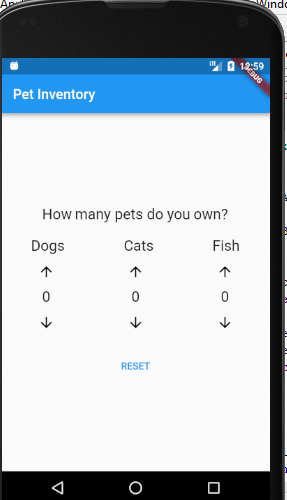 12:59
DEBUG
Pet Inventory
How many pets do you own?
Dogs Cats Fish
0 0 0
RESET